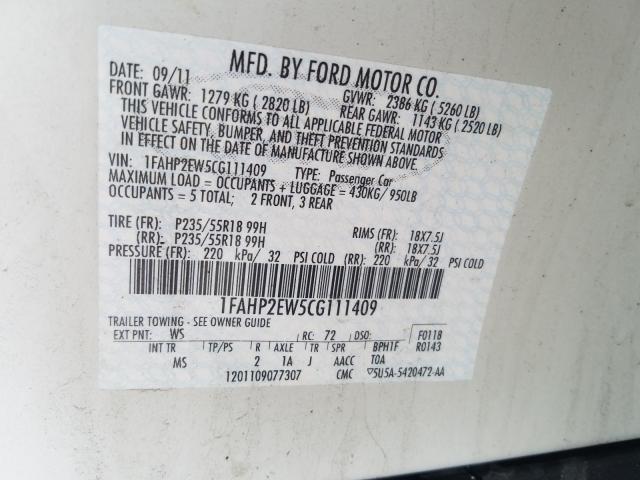 MFD. BY FORD MOTOR CO.
DATE: 09/11 GVWR: 2386 KG ( 5260 LB)
FRONT GAWR: 1279 KG ( 2820 LB) REAR GAWR: 1143 KG ( 2520 LB)
THIS VEHICLE CONFORMS TO ALL APPLICABLE FEDERAL MOTOR
VEHICLE SAFETY, BUMPER, AND THEFT PREVENTION STANDARDS
IN EFFECT ON THE DATE OF MANUFACTURE SHOWN ABOVE.
VIN: 1FAHP2EW5CG111409 TYPE: Passenger Car
MAXIMUM LOAD = OCCUPANTS + LUGGAGE = 430KG / 950LB
OCCUPANTS = 5 TOTAL; 2 FRONT, 3 REAR
TIRE (FR): P235/55R18 99H RIMS (FR): 18X7.5J
(RR): P235/55R18 99H (RR): 18X7.5J
PRESSURE (FR): 220 kPa/ 32 PSI COLD (RR): 220 kPa/ 32 PSI COLD
1FAHP2EW5CG111409
TRAILER TOWING - SEE OWNER GUIDE
EXT PNT: WS RC: 72 DSO: F0118
INT TR TP/PS R AXLE TR SPR BPH1F R0143
MS 2 1A J AACC TOA
1201109077307 CMC 5U5A-5420472-AA